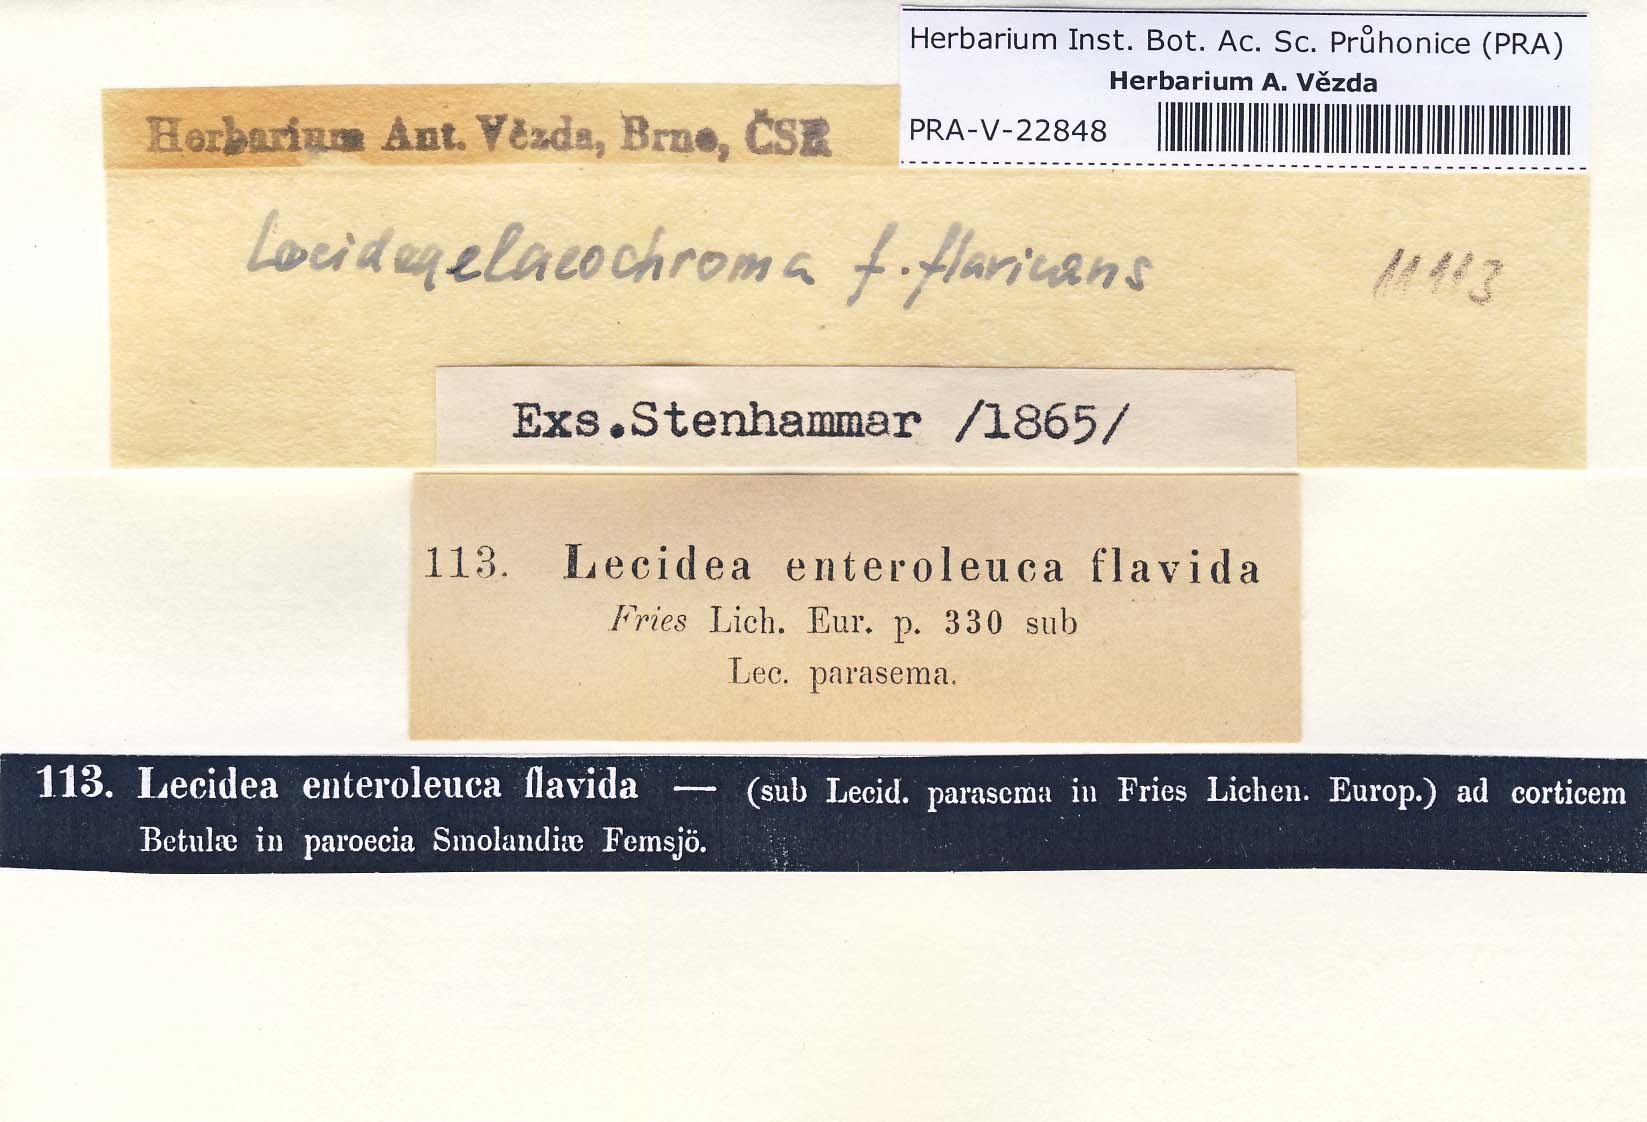 Herbarium Inst. Bot. Ac. Sc. Průhonice (PRA)
Herbarium A. Vězda
PRA-V-22848
Herbarium Ant. Vězda, Brno, ČSR
Lecidea elaeochroma f. flavicans 11113
Exs.Stenhammar /1865/
113. Lecidea enteroleuca flavida
Fries Lich. Eur. p. 330 sub
Lec. parasema.
113. Lecidea enteroleuca flavida — (sub Lecid. parasema in Fries Lichen. Europ.) ad corticem
Betulæ in paroecia Smolandiæ Femsjö.